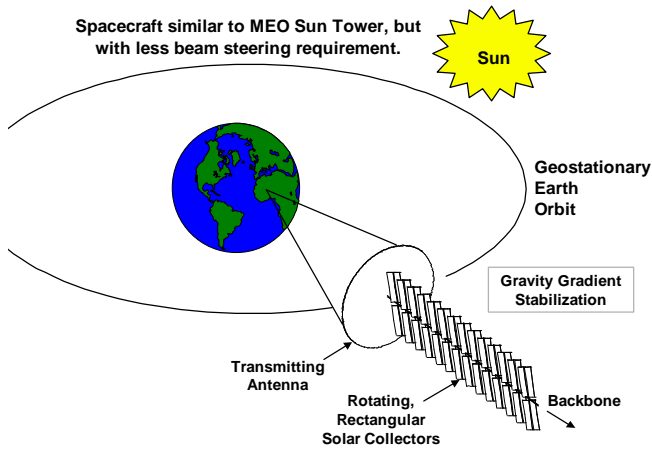 Spacecraft similar to MEO Sun Tower, but
with less beam steering requirement.
Sun
Geostationary
Earth
Orbit
Gravity Gradient
Stabilization
Transmitting
Antenna
Rotating,
Rectangular
Solar Collectors
Backbone